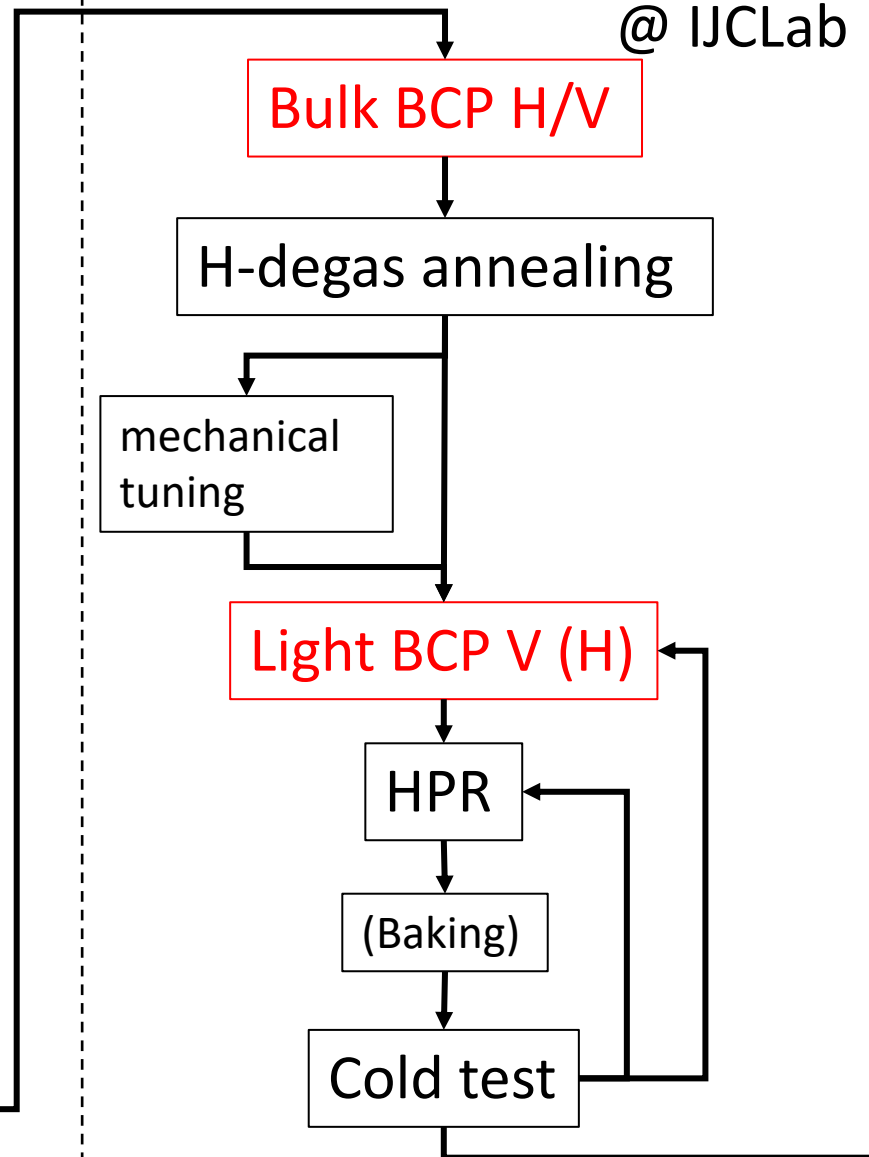 @ IJCLab
Bulk BCP H/V
H-degas annealing
mechanical
tuning
Light BCP V (H)
HPR
(Baking)
Cold test